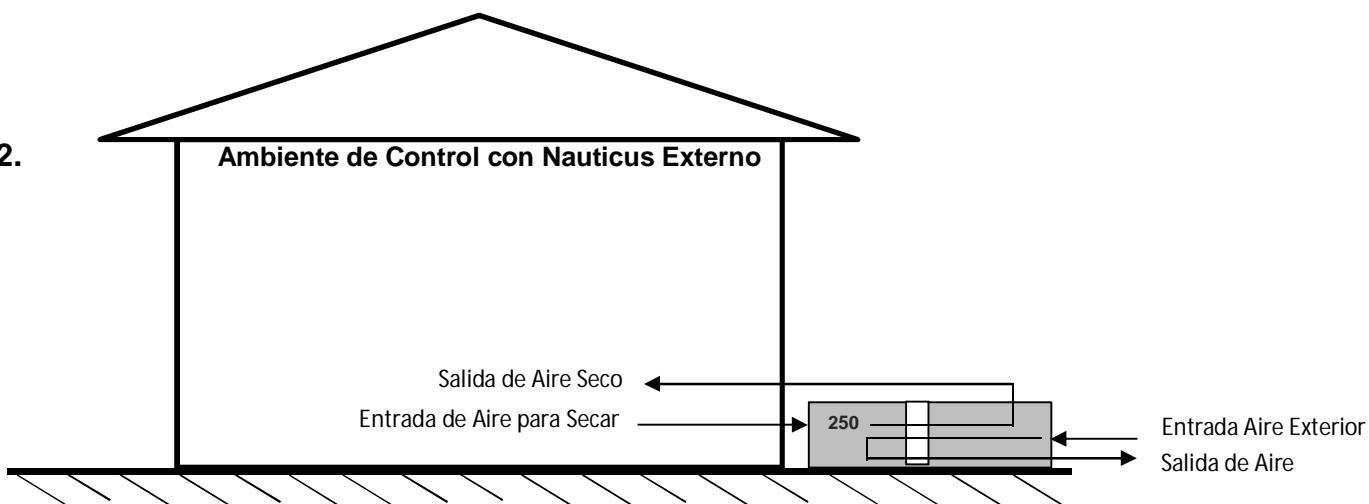 2.
Ambiente de Control con Nauticus Externo
Salida de Aire Seco
Entrada de Aire para Secar
250
Entrada Aire Exterior
Salida de Aire